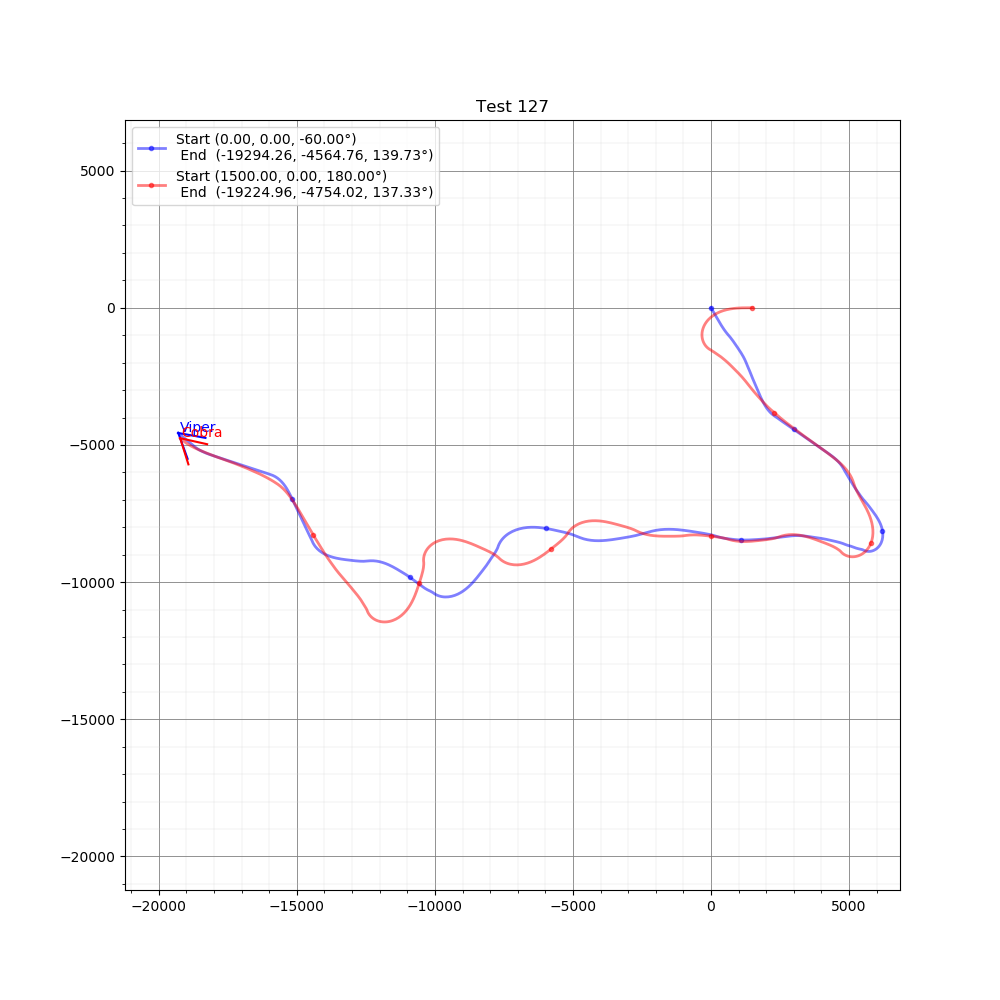 Test 127
Start (0.00, 0.00, -60.00°)
End (-19294.26, -4564.76, 139.73°)
Start (1500.00, 0.00, 180.00°)
End (-19224.96, -4754.02, 137.33°)
5000
0
−5000
−10000
−15000
−20000
Viper
Cobra
−20000
−15000
−10000
−5000
0
5000